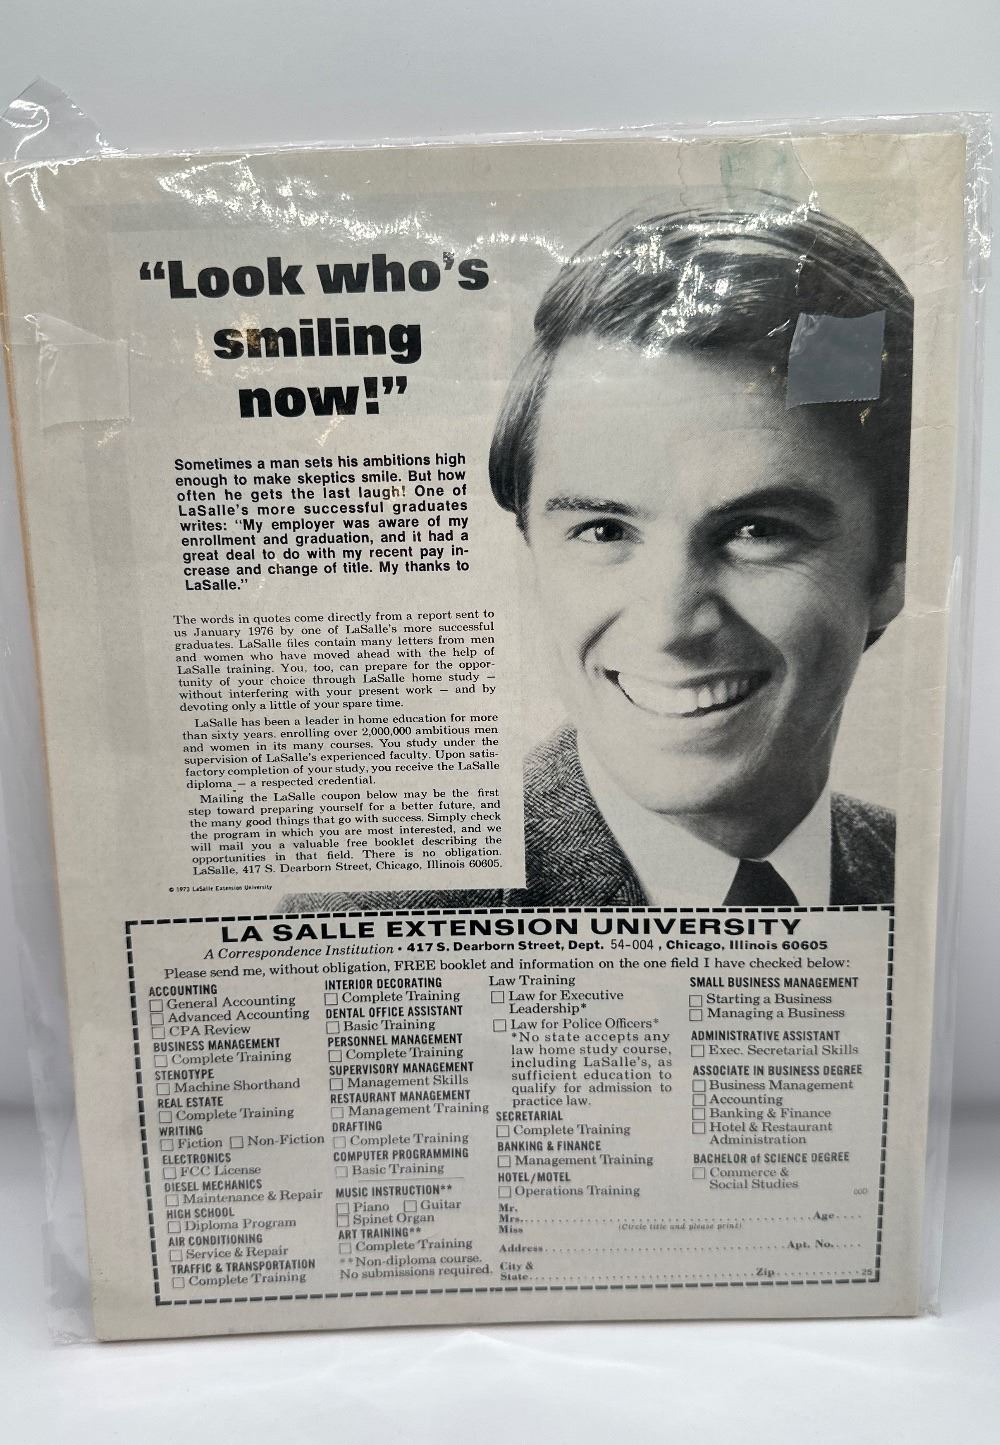 “Look who's
smiling
now!”
Sometimes a man sets his ambitions high
enough to make skeptics smile. But how
often he gets the last laugh! One of
LaSalle's more successful graduates
writes: “My employer was aware of my
enrollment and graduation, and it had a
great deal to do with my recent pay in-
crease and change of title. My thanks to
LaSalle.”
The words in quotes come directly from a report sent to
us January 1976 by one of LaSalle's more successful
graduates. LaSalle files contain many letters from men
and women who have moved ahead with the help of
LaSalle training. You, too, can prepare for the oppor-
tunity of your choice through LaSalle home study —
without interfering with your present work — and by
devoting only a little of your spare time.
LaSalle has been a leader in home education for more
than sixty years, enrolling over 2,000,000 ambitious men
and women in its many courses. You study under the
supervision of LaSalle's experienced faculty. Upon satis-
factory completion of your study, you receive the LaSalle
diploma — a respected credential.
Mailing the LaSalle coupon below may be the first
step toward preparing yourself for a better future, and
the many good things that go with success. Simply check
the program in which you are most interested, and we
will mail you a valuable free booklet describing the
opportunities in that field. There is no obligation.
LaSalle, 417 S. Dearborn Street, Chicago, Illinois 60605.
© 1973 LaSalle Extension University
LA SALLE EXTENSION UNIVERSITY
A Correspondence Institution • 417 S. Dearborn Street, Dept. 54-004, Chicago, Illinois 60605
Please send me, without obligation, FREE booklet and information on the one field I have checked below:
ACCOUNTING
General Accounting
Advanced Accounting
CPA Review
BUSINESS MANAGEMENT
Complete Training
STENOTYPE
Machine Shorthand
REAL ESTATE
Complete Training
WRITING
Fiction Non-Fiction
ELECTRONICS
FCC License
DIESEL MECHANICS
Maintenance & Repair
HIGH SCHOOL
Diploma Program
AIR CONDITIONING
Service & Repair
TRAFFIC & TRANSPORTATION
Complete Training
INTERIOR DECORATING
Complete Training
DENTAL OFFICE ASSISTANT
Basic Training
PERSONNEL MANAGEMENT
Complete Training
SUPERVISORY MANAGEMENT
Management Skills
RESTAURANT MANAGEMENT
Management Training
DRAFTING
Complete Training
COMPUTER PROGRAMMING
Basic Training
MUSIC INSTRUCTION**
Piano Guitar
Spinet Organ
ART TRAINING**
Complete Training
**Non-diploma course.
No submissions required.
Law Training
Law for Executive
Leadership*
Law for Police Officers*
*No state accepts any
law home study course,
including LaSalle's, as
sufficient education to
qualify for admission to
practice law.
SECRETARIAL
Complete Training
BANKING & FINANCE
Management Training
HOTEL/MOTEL
Operations Training
SMALL BUSINESS MANAGEMENT
Starting a Business
Managing a Business
ADMINISTRATIVE ASSISTANT
Exec. Secretarial Skills
ASSOCIATE IN BUSINESS DEGREE
Business Management
Accounting
Banking & Finance
Hotel & Restaurant
Administration
BACHELOR of SCIENCE DEGREE
Commerce &
Social Studies
Mr.
Mrs. Age
Miss (Circle title and please print)
Address Apt. No.
City &
State Zip 25